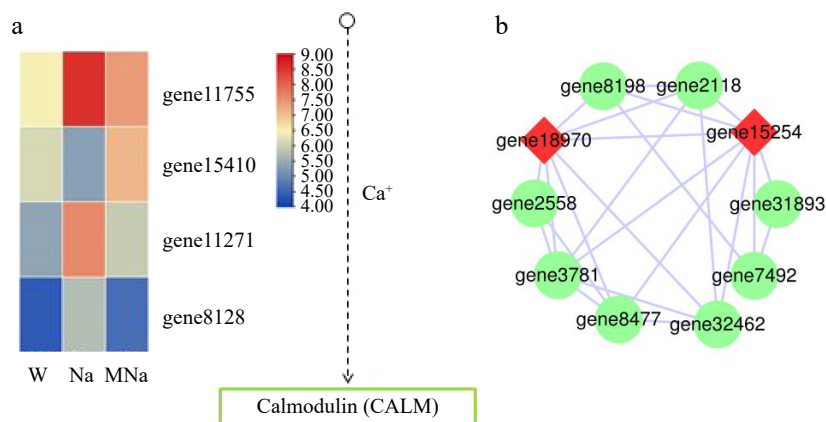 a
gene11755
gene15410
gene11271
gene8128
W Na MNa
9.00
8.50
8.00
7.50
7.00
6.50
6.00
5.50
5.00
4.50
4.00
Ca⁺
Calmodulin (CALM)
b
gene8198
gene2118
gene18970
gene15254
gene2558
gene31893
gene3781
gene7492
gene8477
gene32462